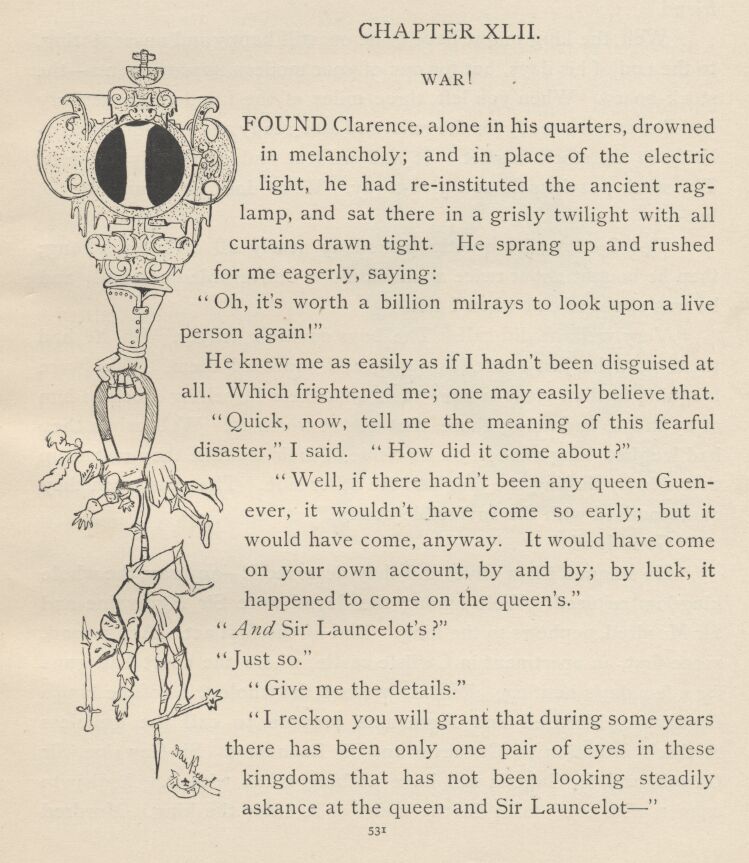 CHAPTER XLII.
WAR!
I FOUND Clarence, alone in his quarters, drowned
in melancholy; and in place of the electric
light, he had re-instituted the ancient rag-
lamp, and sat there in a grisly twilight with all
curtains drawn tight. He sprang up and rushed
for me eagerly, saying:
“Oh, it's worth a billion milrays to look upon a live
person again!”
He knew me as easily as if I hadn't been disguised at
all. Which frightened me; one may easily believe that.
“Quick, now, tell me the meaning of this fearful
disaster,” I said. “How did it come about?”
“Well, if there hadn't been any queen Guen-
ever, it wouldn't have come so early; but it
would have come, anyway. It would have come
on your own account, by and by; by luck, it
happened to come on the queen's.”
“And Sir Launcelot's?”
“Just so.”
“Give me the details.”
“I reckon you will grant that during some years
there has been only one pair of eyes in these
kingdoms that has not been looking steadily
askance at the queen and Sir Launcelot—”
Dan Beard
531